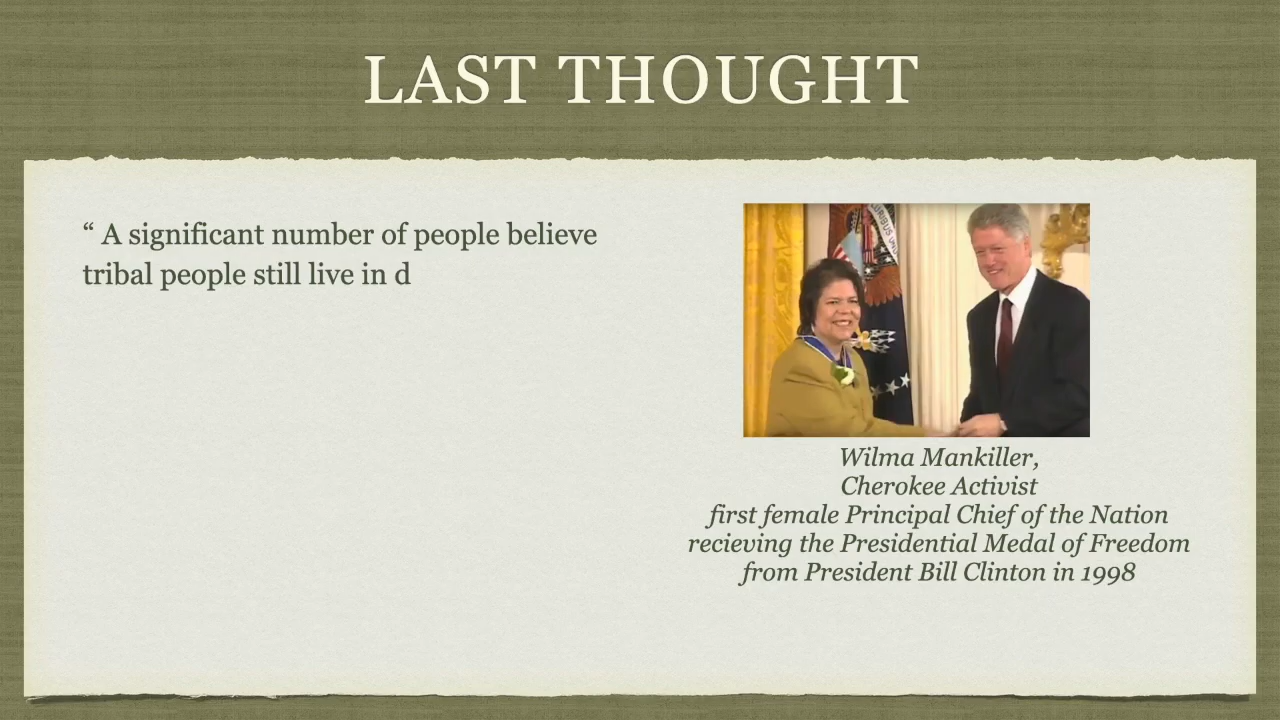 LAST THOUGHT
“ A significant number of people believe
tribal people still live in d
Wilma Mankiller,
Cherokee Activist
first female Principal Chief of the Nation
recieving the Presidential Medal of Freedom
from President Bill Clinton in 1998